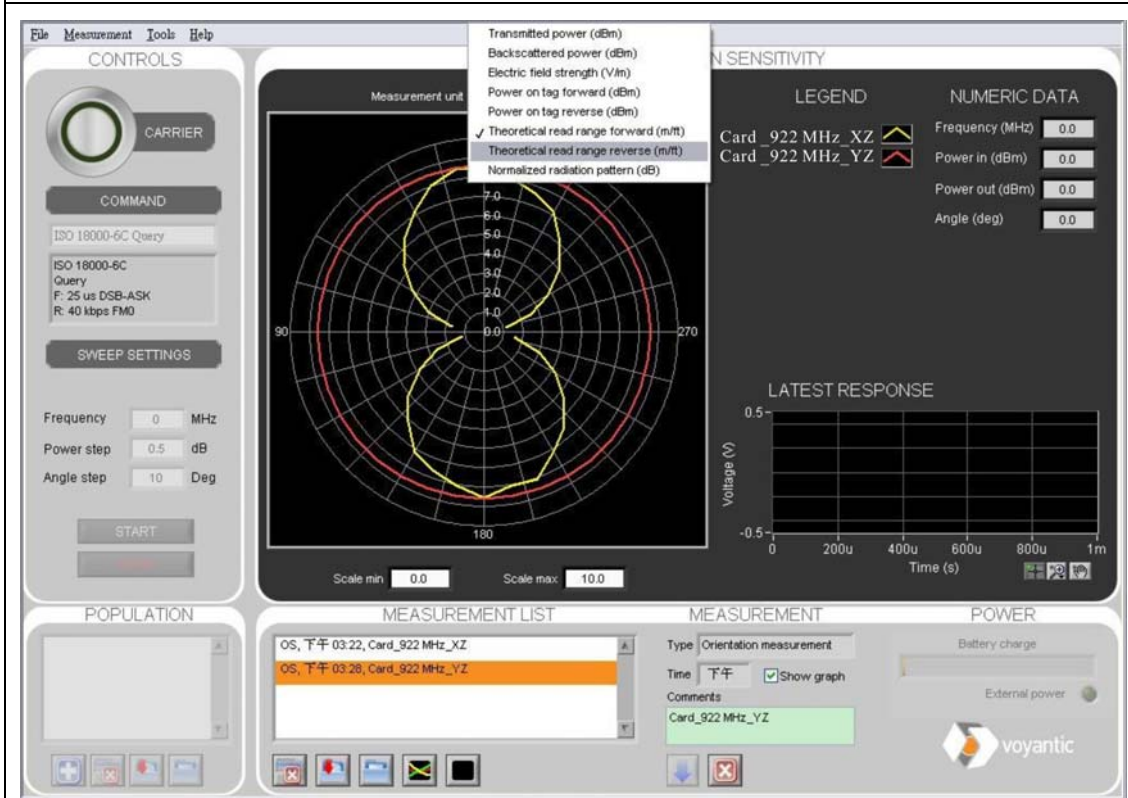 File Measurement Tools Help
CONTROLS
CARRIER
COMMAND
ISO 18000-6C Query
ISO 18000-6C
Query
F: 25 us DSB-ASK
R: 40 kbps FM0
SWEEP SETTINGS
Frequency 0 MHz
Power step 0.5 dB
Angle step 10 Deg
START
N SENSITIVITY
Measurement unit
Transmitted power (dBm)
Backscattered power (dBm)
Electric field strength (V/m)
Power on tag forward (dBm)
Power on tag reverse (dBm)
✓ Theoretical read range forward (m/ft)
Theoretical read range reverse (m/ft)
Normalized radiation pattern (dB)
7.0
6.0
5.0
4.0
3.0
2.0
1.0
0.0
90
270
180
Scale min 0.0 Scale max 10.0
LEGEND
Card_922 MHz_XZ
Card_922 MHz_YZ
NUMERIC DATA
Frequency (MHz) 0.0
Power in (dBm) 0.0
Power out (dBm) 0.0
Angle (deg) 0.0
LATEST RESPONSE
Voltage (V)
0.5
-0.5
0 200u 400u 600u 800u 1m
Time (s)
POPULATION
MEASUREMENT LIST
OS, 下午 03:22, Card_922 MHz_XZ
OS, 下午 03:28, Card_922 MHz_YZ
MEASUREMENT
Type Orientation measurement
Time 下午 Show graph
Comments
Card_922 MHz_YZ
POWER
Battery charge
External power
voyantic